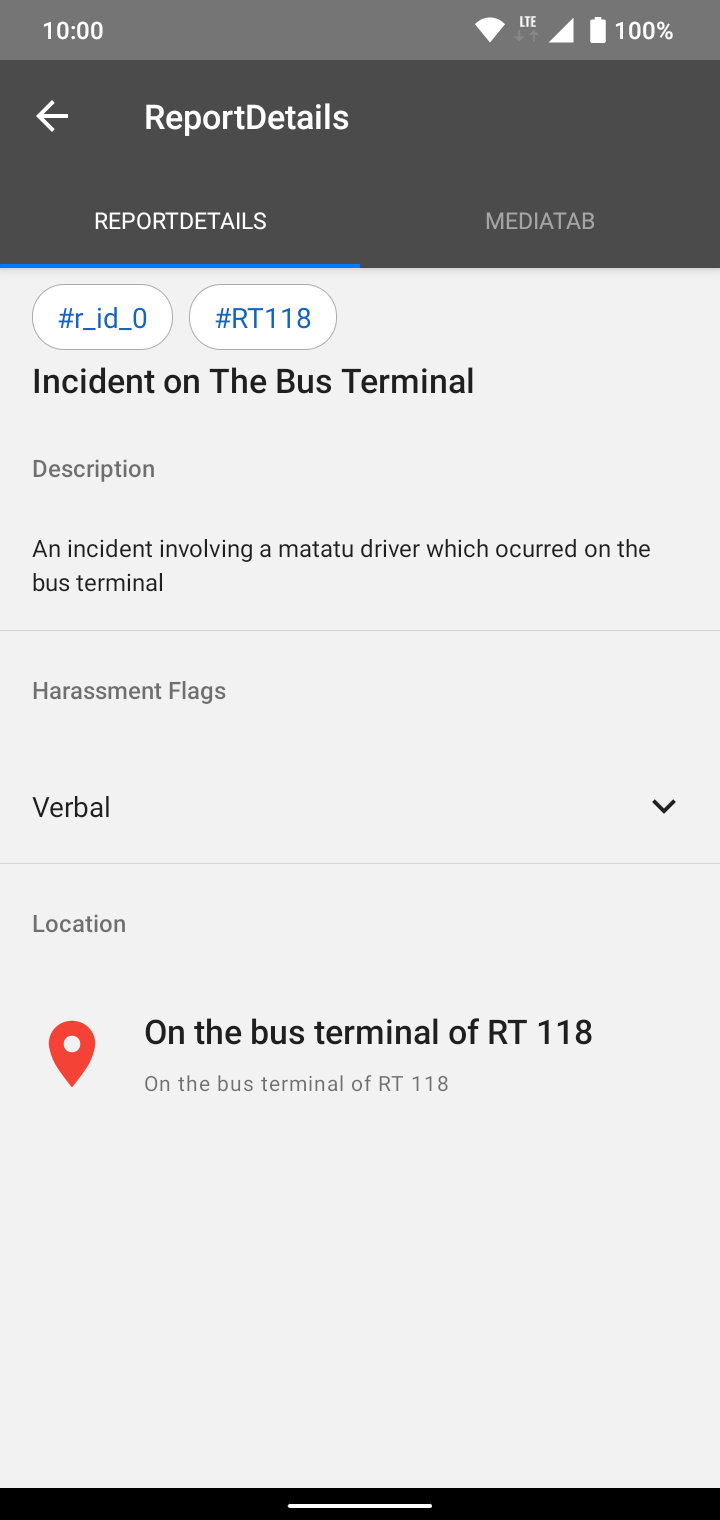 10:00
LTE
100%
ReportDetails
REPORTDETAILS
MEDIATAB
#r_id_0
#RT118
Incident on The Bus Terminal
Description
An incident involving a matatu driver which ocurred on the
bus terminal
Harassment Flags
Verbal
Location
On the bus terminal of RT 118
On the bus terminal of RT 118